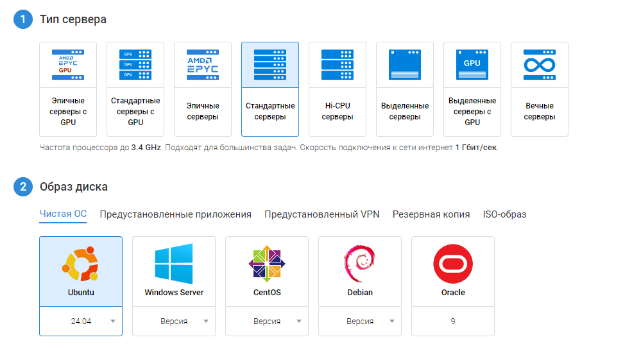 1 Тип сервера
AMD EPYC GPU
GPU GPU GPU
AMD EPYC
GPU
Эпичные серверы с GPU
Стандартные серверы с GPU
Эпичные серверы
Стандартные серверы
Hi-CPU серверы
Выделенные серверы
Выделенные серверы с GPU
Вечные серверы
Частота процессора до 3.4 GHz. Подходят для большинства задач. Скорость подключения к сети интернет 1 Гбит/сек.
2 Образ диска
Чистая ОС Предустановленные приложения Предустановленный VPN Резервная копия ISO-образ
Ubuntu Windows Server CentOS Debian Oracle
24.04 Версия Версия Версия 9